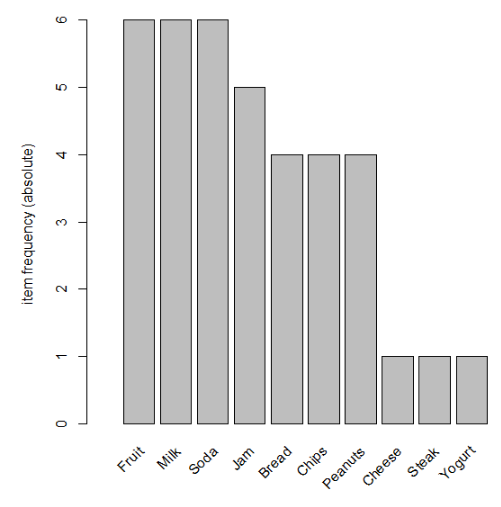 item frequency (absolute)
6
5
4
3
2
1
0
Fruit
Milk
Soda
Jam
Bread
Chips
Peanuts
Cheese
Steak
Yogurt